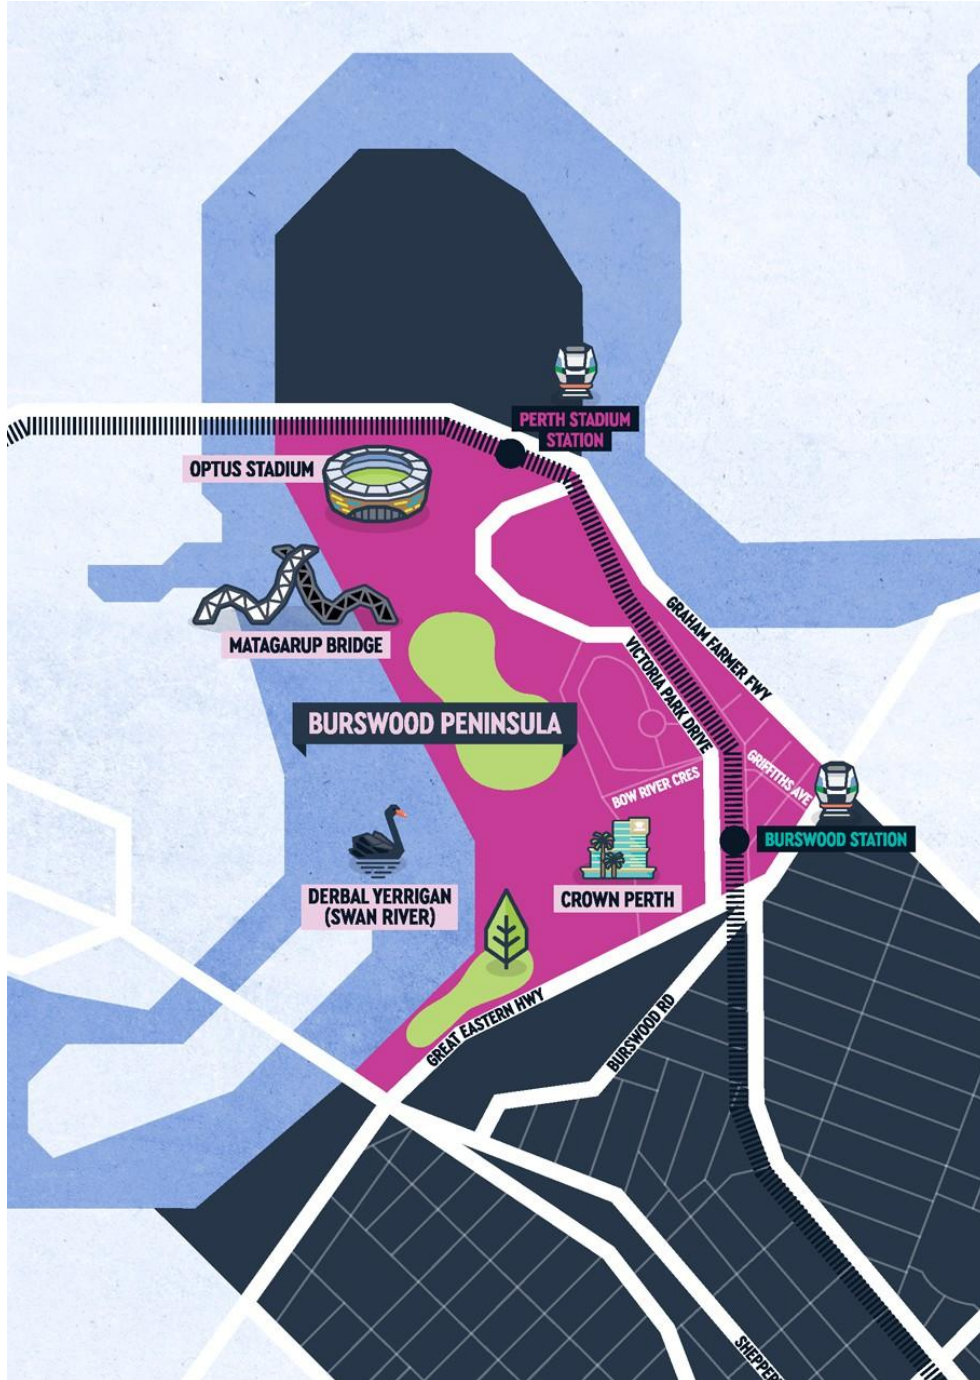 PERTH STADIUM
STATION
OPTUS STADIUM
MATAGARUP BRIDGE
GRAHAM FARMER FWY
VICTORIA PARK DRIVE
BURSWOOD PENINSULA
GRIFFITHS AVE
BOW RIVER CRES
BURSWOOD STATION
DERBAL YERRIGAN
(SWAN RIVER)
CROWN PERTH
GREAT EASTERN HWY
BURSWOOD RD
SHEPPER